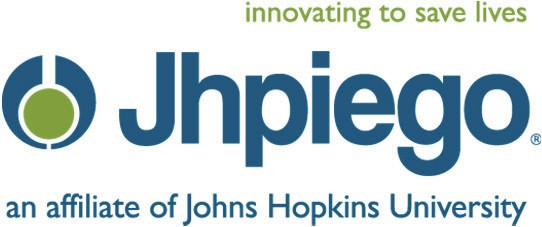 innovating to save lives
Jhpiego®
an affiliate of Johns Hopkins University